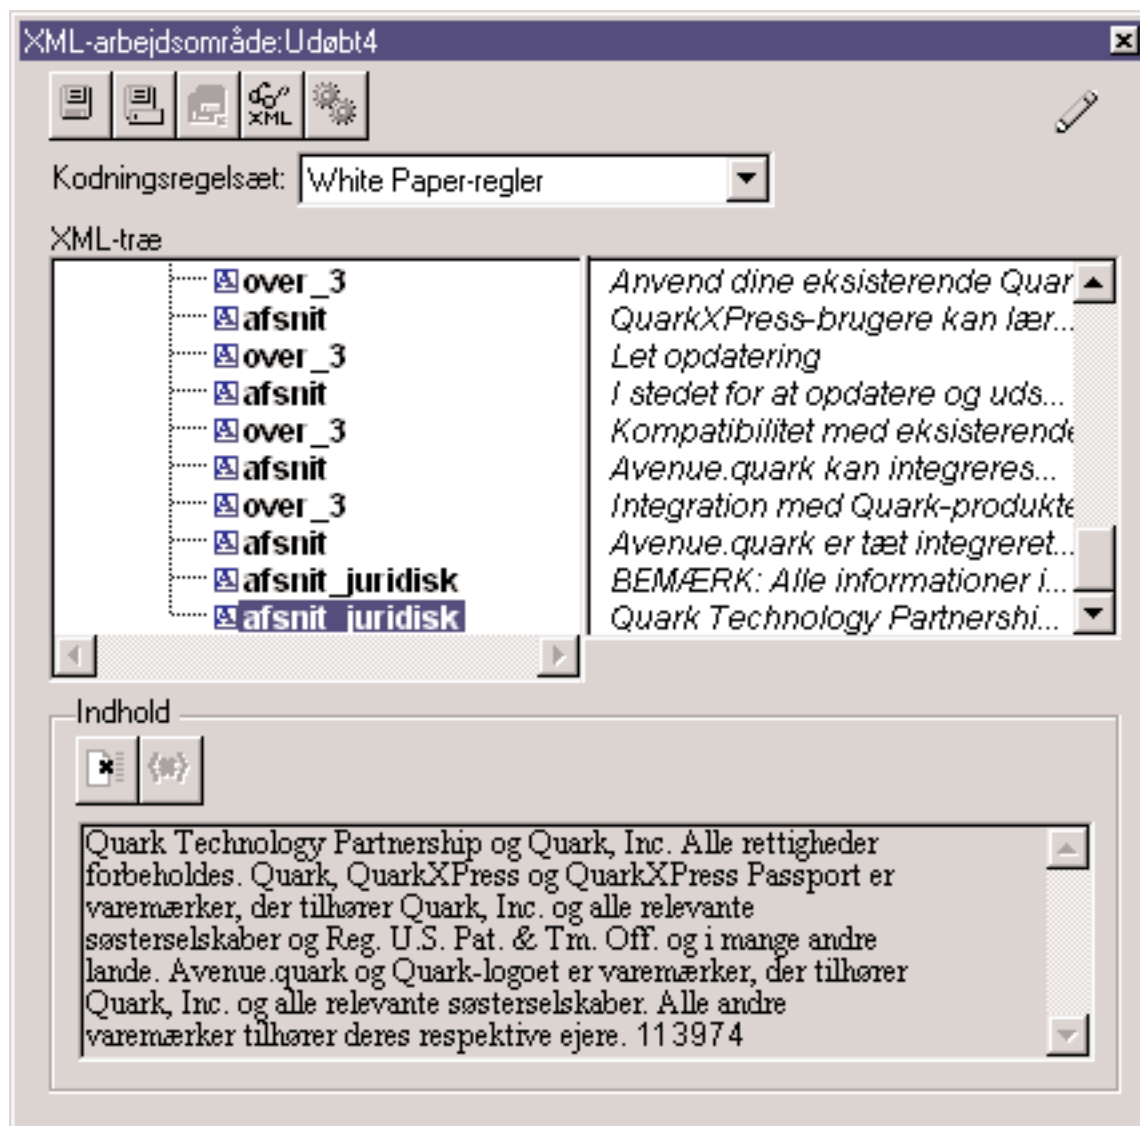 XML-arbejdsområde:Udøbt4
XML
Kodningsregelsæt: White Paper-regler
XML-træ
over_3 Anvend dine eksisterende Quar
afsnit QuarkXPress-brugere kan lær...
over_3 Let opdatering
afsnit I stedet for at opdatere og uds...
over_3 Kompatibilitet med eksisterende
afsnit Avenue.quark kan integreres...
over_3 Integration med Quark-produkte
afsnit Avenue.quark er tæt integreret...
afsnit_juridisk BEMÆRK: Alle informationer i...
afsnit_juridisk Quark Technology Partnershi...
Indhold
Quark Technology Partnership og Quark, Inc. Alle rettigheder
forbeholdes. Quark, QuarkXPress og QuarkXPress Passport er
varemærker, der tilhører Quark, Inc. og alle relevante
søsterselskaber og Reg. U.S. Pat. & Tm. Off. og i mange andre
lande. Avenue.quark og Quark-logoet er varemærker, der tilhører
Quark, Inc. og alle relevante søsterselskaber. Alle andre
varemærker tilhører deres respektive ejere. 113974